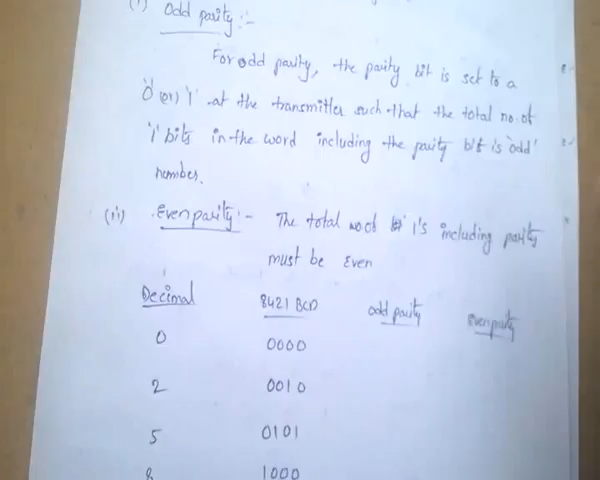 (i) Odd parity :-
For odd parity, the parity bit is set to a
'0' (or) '1' at the transmitter such that the total no. of
'1' bits in the word including the parity bit is 'odd'
number.
(ii) Even parity :- The total no of 1's including parity
must be Even
Decimal 8421 BCD odd parity Even parity
0 0000
2 0010
5 0101
8 1000